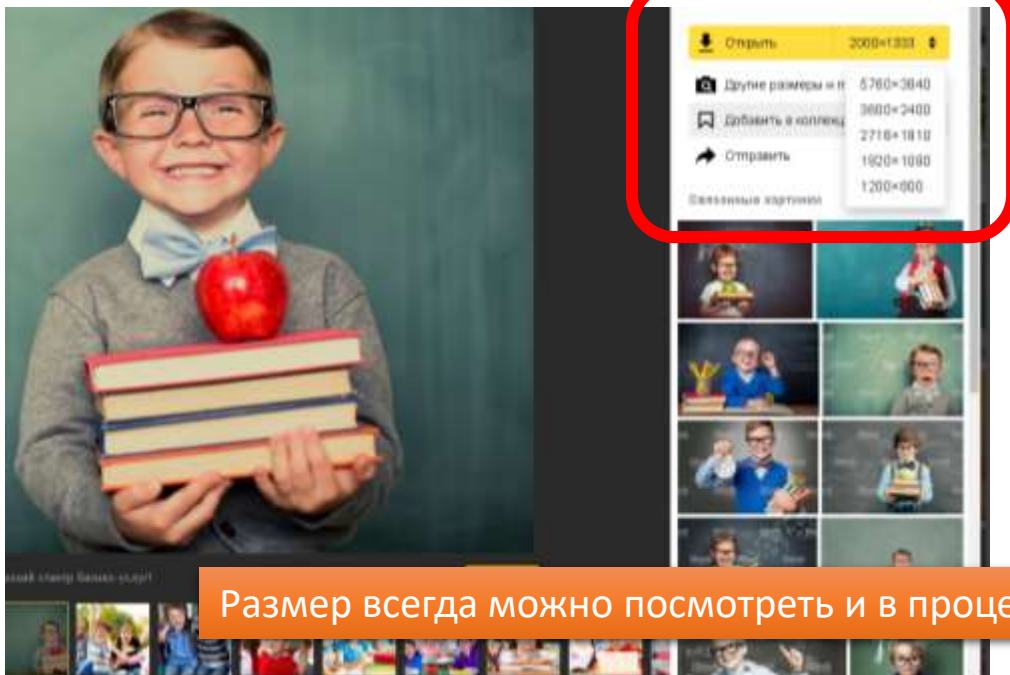 Открыть 2000×1333
Другие размеры и п
5760×3840
Добавить в коллекц
3600×2400
2716×1810
Отправить
1920×1080
1200×800
Связанные картинки
Размер всегда можно посмотреть и в проце